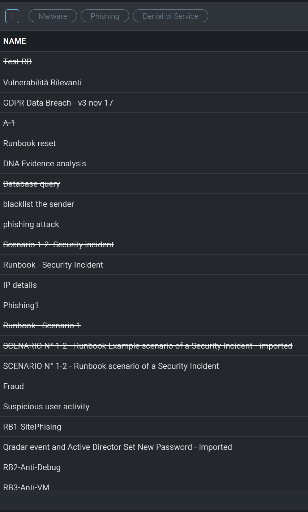 Malware Phishing Denial of Service
NAME
Test RB
Vulnerabilità Rilevanti
GDPR Data Breach - v3 nov 17
A 1
Runbook reset
DNA Evidence analysis
Database query
blacklist the sender
phishing attack
Scenario 1-2. Security incident
Runbook - Security Incident
IP details
Phishing1
Runbook - Scenario 1
SCENARIO N° 1-2 - Runbook Example scenario of a Security Incident - imported
SCENARIO N° 1-2 - Runbook scenario of a Security Incident
Fraud
Suspicious user activity
RB1-SitePhising
Qradar event and Active Director Set New Password - Imported
RB2-Anti-Debug
RB3-Anti-VM